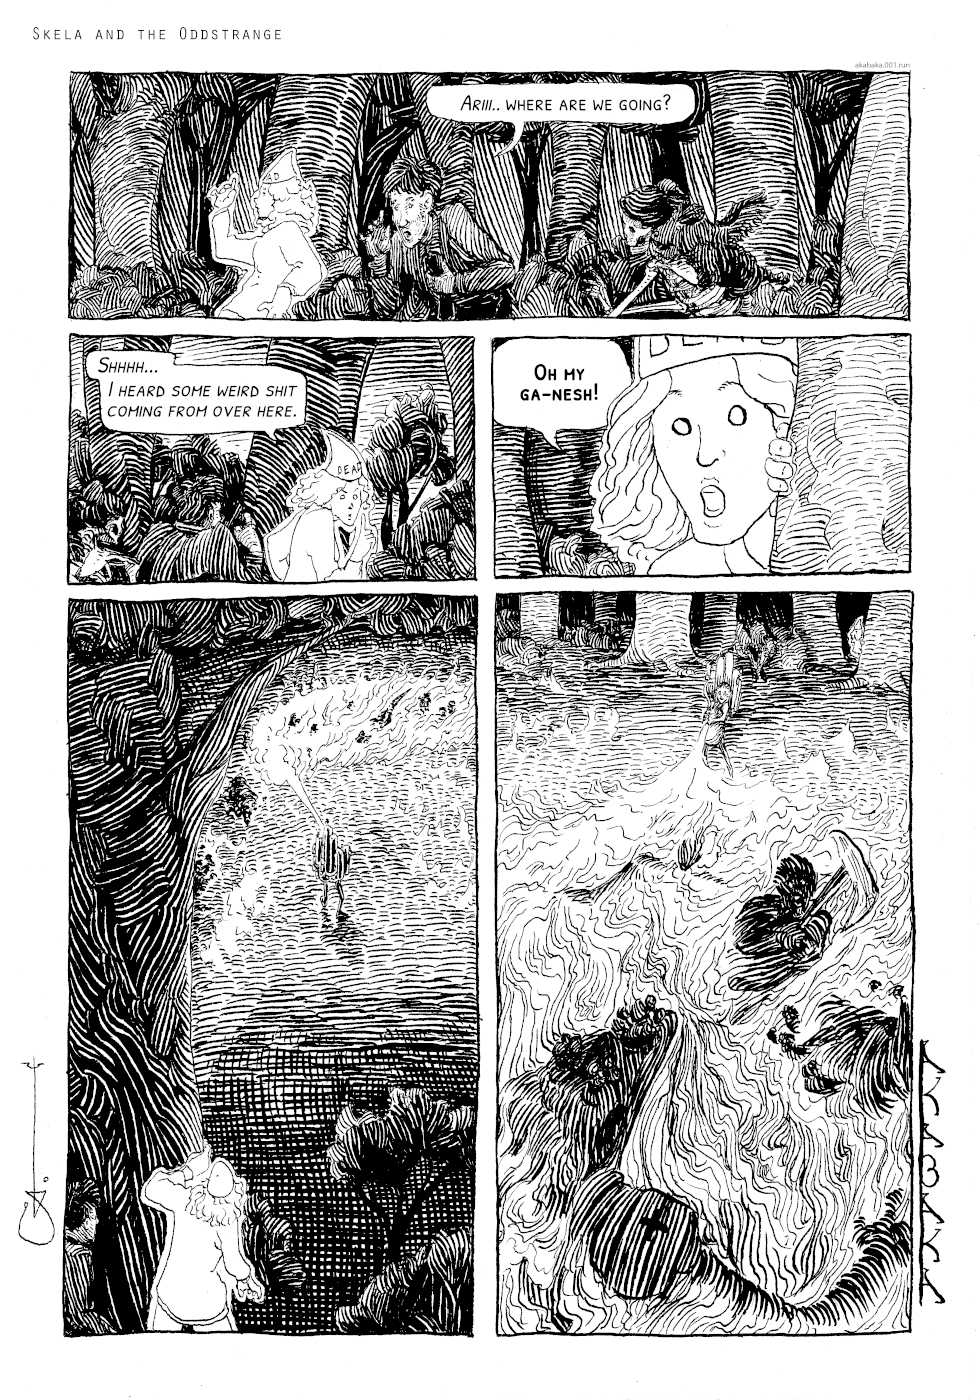 Skela and the Oddstrange
akabaka.001.run
Ariii.. where are we going?
Shhhh...
I heard some weird shit
coming from over here.
DEAD
Oh my
ga-nesh!